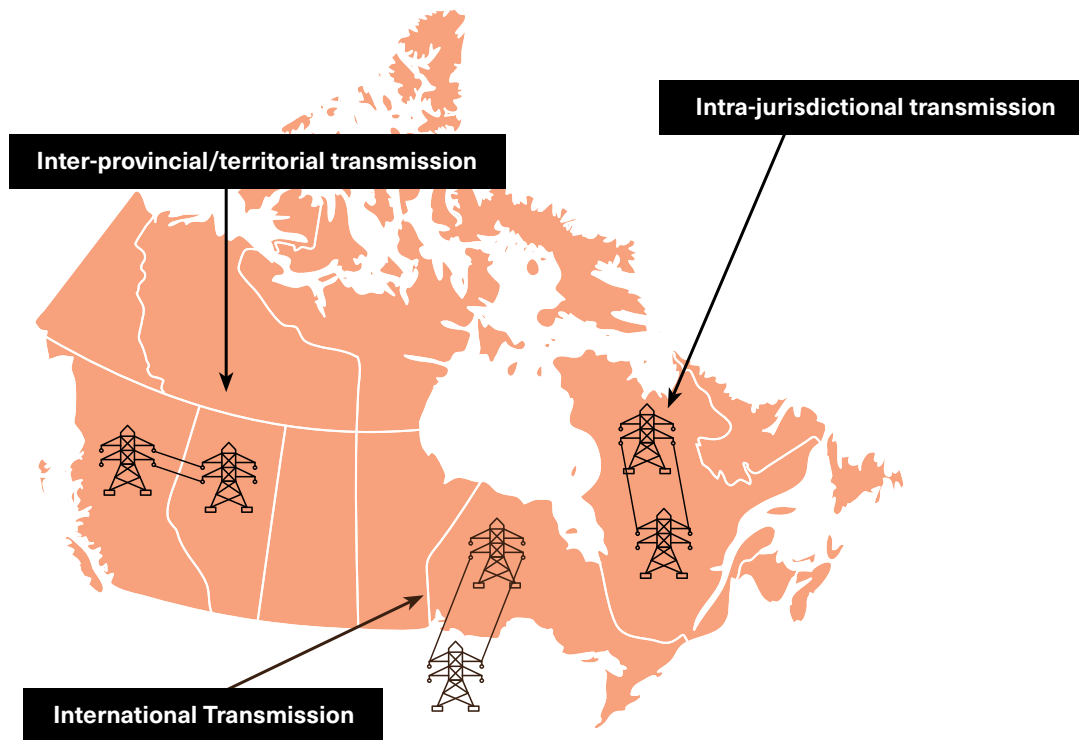 Intra-jurisdictional transmission
Inter-provincial/territorial transmission
International Transmission